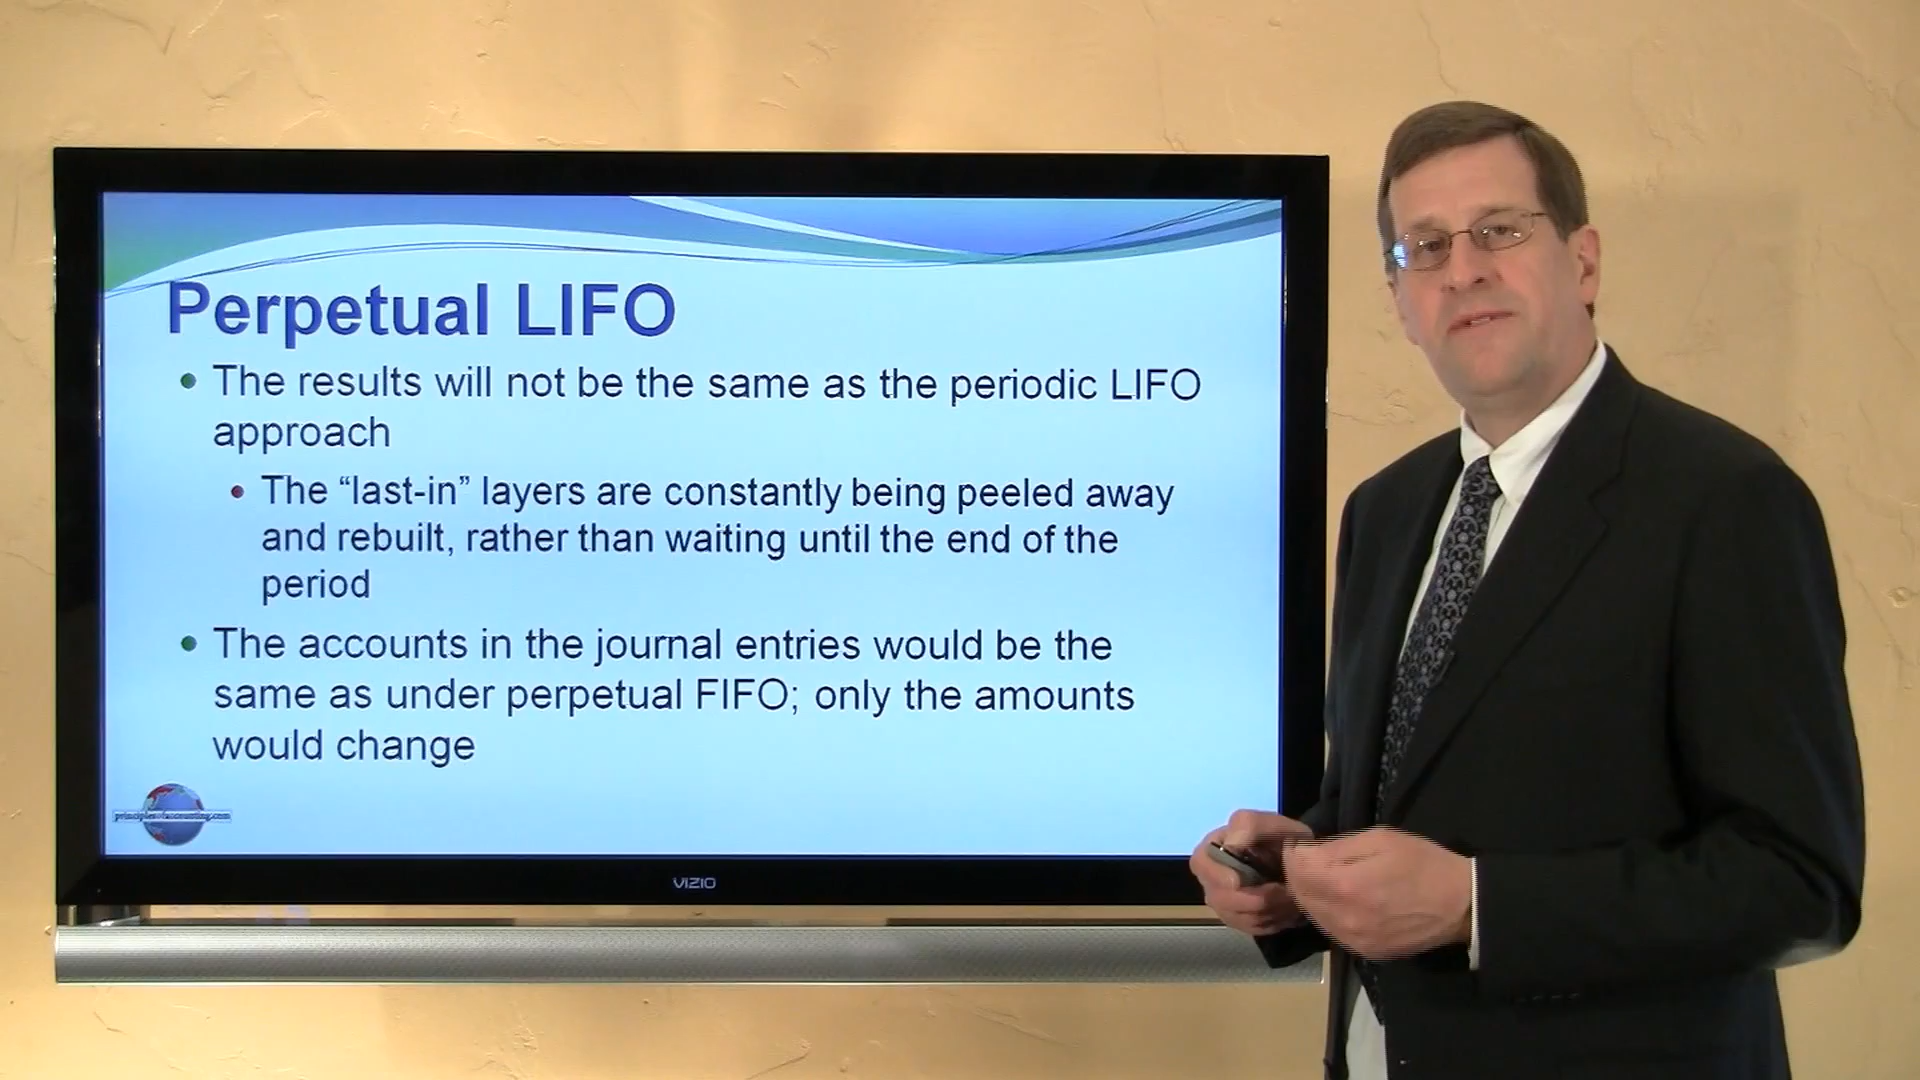 Perpetual LIFO
• The results will not be the same as the periodic LIFO
approach
• The “last-in” layers are constantly being peeled away
and rebuilt, rather than waiting until the end of the
period
• The accounts in the journal entries would be the
same as under perpetual FIFO; only the amounts
would change
principlesofaccounting.com
VIZIO